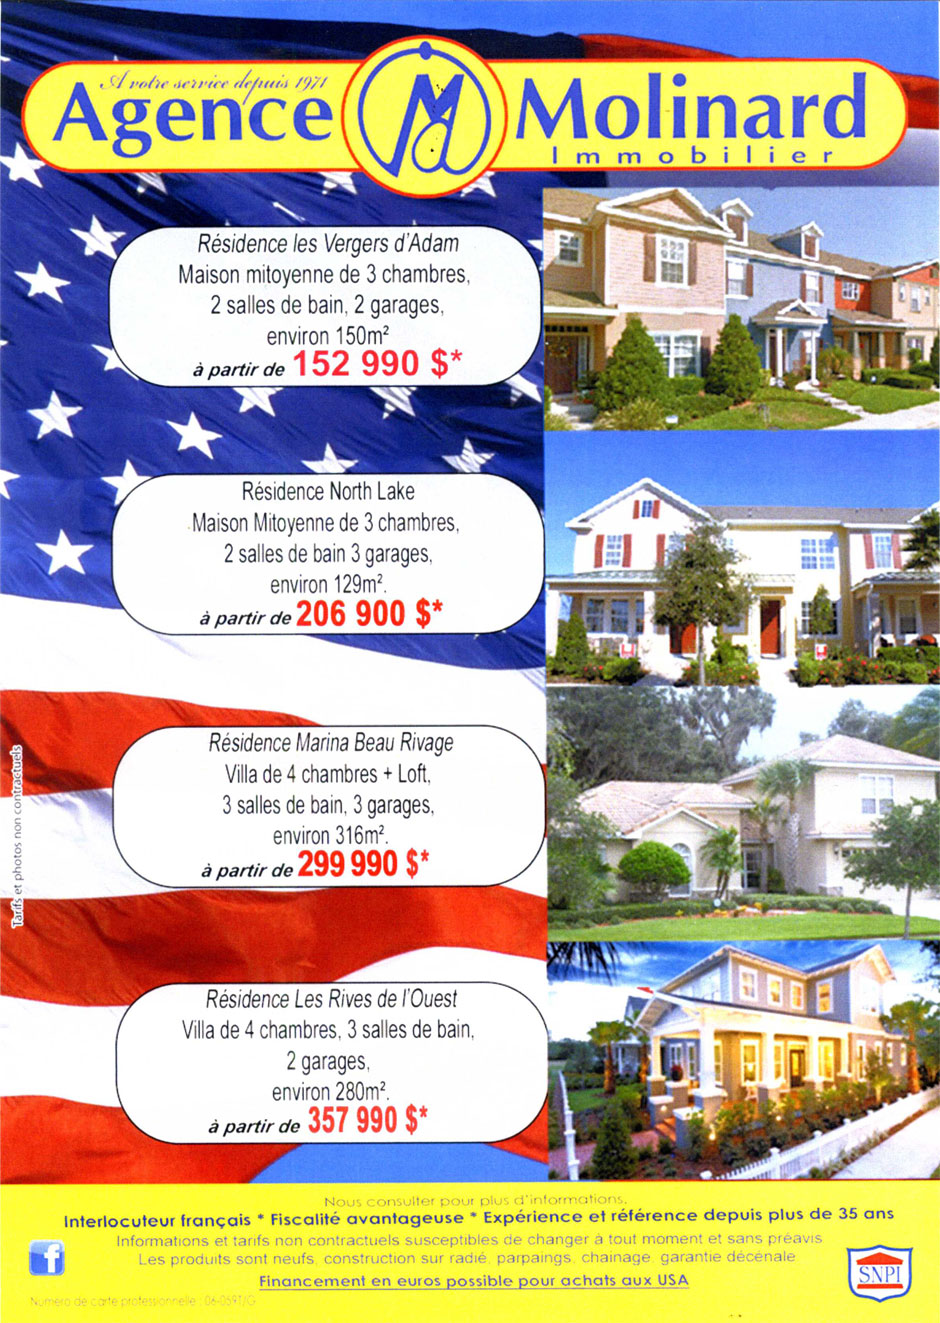 A votre service depuis 1971
Agence Molinard
Immobilier
Résidence les Vergers d'Adam
Maison mitoyenne de 3 chambres,
2 salles de bain, 2 garages,
environ 150m²
à partir de 152 990 $*
Résidence North Lake
Maison Mitoyenne de 3 chambres,
2 salles de bain 3 garages,
environ 129m².
à partir de 206 900 $*
Résidence Marina Beau Rivage
Villa de 4 chambres + Loft,
3 salles de bain, 3 garages,
environ 316m².
à partir de 299 990 $*
Résidence Les Rives de l'Ouest
Villa de 4 chambres, 3 salles de bain,
2 garages,
environ 280m².
à partir de 357 990 $*
Tarifs et photos non contractuels
Nous consulter pour plus d'informations.
Interlocuteur français * Fiscalité avantageuse * Expérience et référence depuis plus de 35 ans
Informations et tarifs non contractuels susceptibles de changer à tout moment et sans préavis
Les produits sont neufs, construction sur radié, parpaings, chainage, garantie décénale
Financement en euros possible pour achats aux USA
SNPI
Numéro de carte professionnelle : 06-059T/G